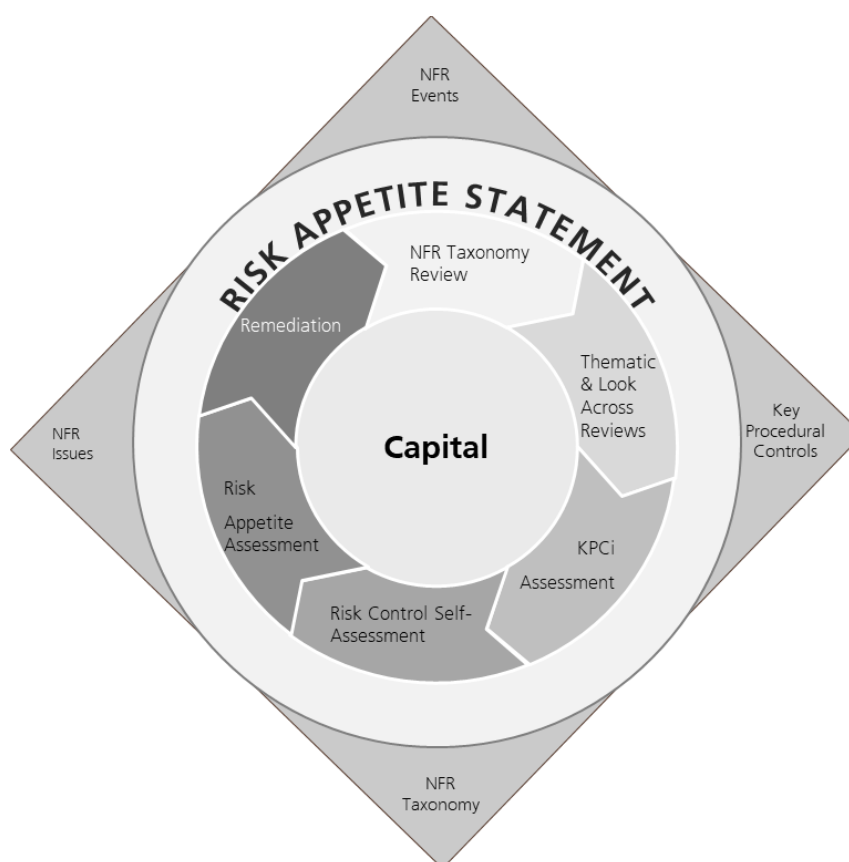 NFR
Events
RISK APPETITE STATEMENT
NFR Taxonomy
Review
Remediation
Thematic
& Look
Across
Reviews
NFR
Issues
Capital
Key
Procedural
Controls
Risk
Appetite
Assessment
KPCi
Assessment
Risk Control Self-
Assessment
NFR
Taxonomy